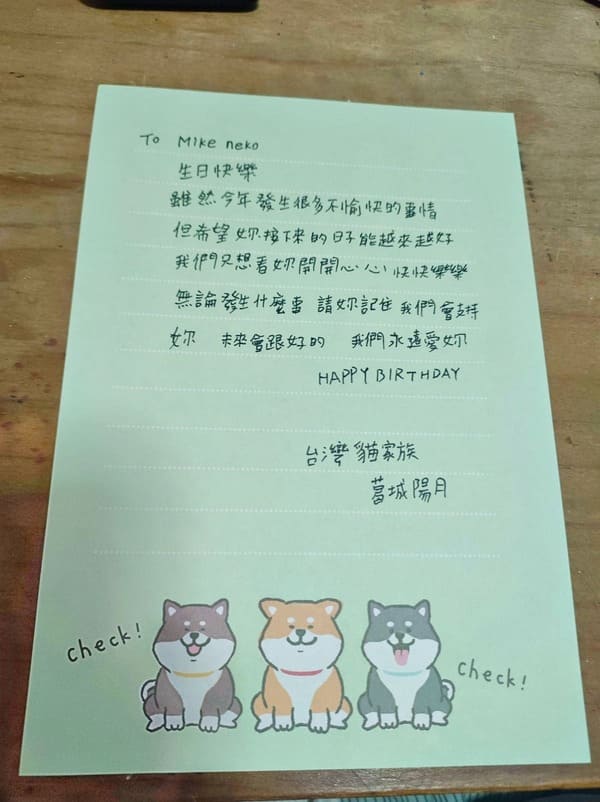 To Mike neko
生日快樂
雖然今年發生很多不愉快的事情
但希望妳接下來的日子能越來越好
我們只想看妳開開心心 快快樂樂
無論發生什麼事 請妳記住 我們會支持
妳 未來會跟好的 我們永遠愛妳
HAPPY BIRTHDAY
台灣貓家族
葛城陽月
check!
check!